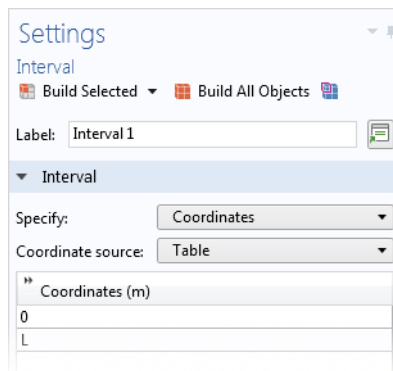 Settings
Interval
Build Selected Build All Objects
Label: Interval 1
Interval
Specify: Coordinates
Coordinate source: Table
Coordinates (m)
0
L